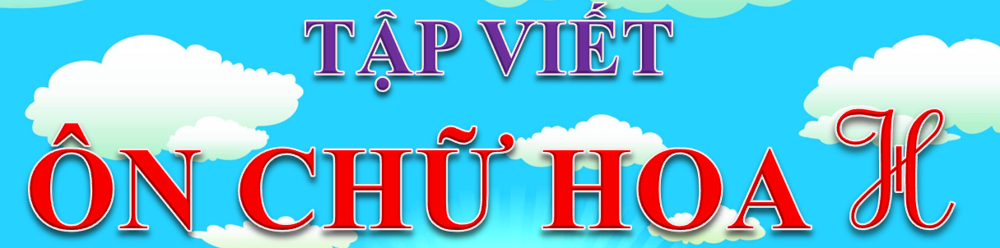 TẬP VIẾT
ÔN CHỮ HOA H